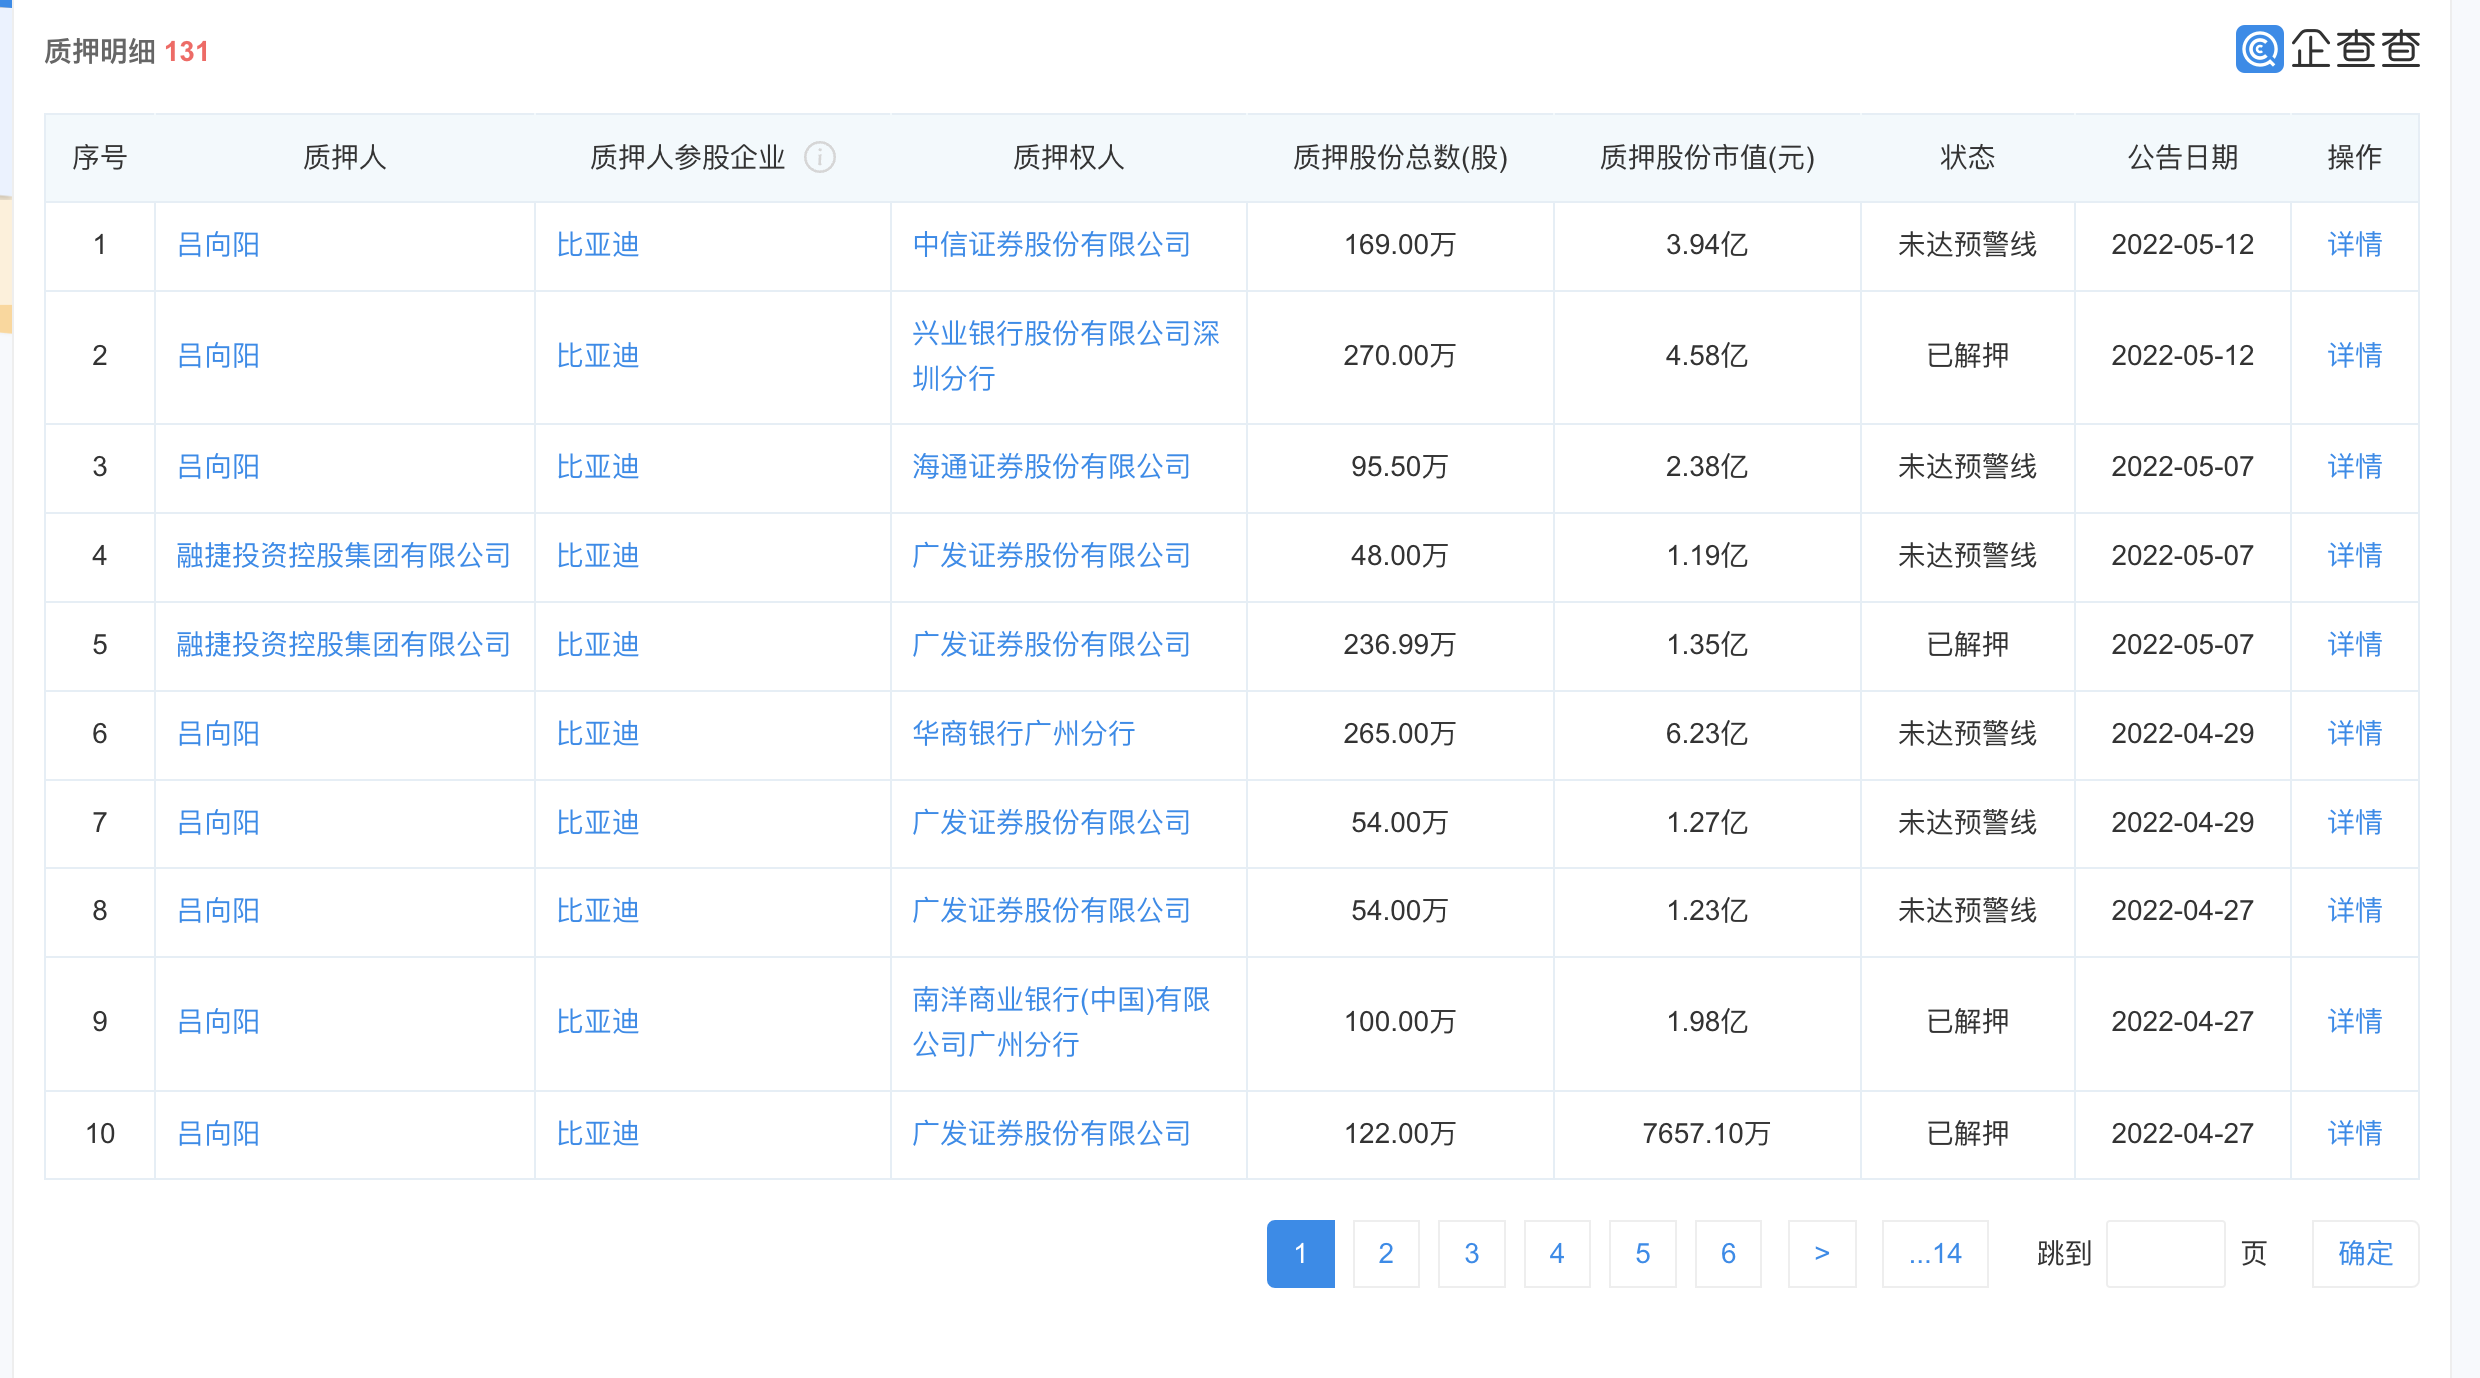 质押明细 131
企查查
序号 质押人 质押人参股企业 质押权人 质押股份总数(股) 质押股份市值(元) 状态 公告日期 操作
1 吕向阳 比亚迪 中信证券股份有限公司 169.00万 3.94亿 未达预警线 2022-05-12 详情
2 吕向阳 比亚迪 兴业银行股份有限公司深
圳分行 270.00万 4.58亿 已解押 2022-05-12 详情
3 吕向阳 比亚迪 海通证券股份有限公司 95.50万 2.38亿 未达预警线 2022-05-07 详情
4 融捷投资控股集团有限公司 比亚迪 广发证券股份有限公司 48.00万 1.19亿 未达预警线 2022-05-07 详情
5 融捷投资控股集团有限公司 比亚迪 广发证券股份有限公司 236.99万 1.35亿 已解押 2022-05-07 详情
6 吕向阳 比亚迪 华商银行广州分行 265.00万 6.23亿 未达预警线 2022-04-29 详情
7 吕向阳 比亚迪 广发证券股份有限公司 54.00万 1.27亿 未达预警线 2022-04-29 详情
8 吕向阳 比亚迪 广发证券股份有限公司 54.00万 1.23亿 未达预警线 2022-04-27 详情
9 吕向阳 比亚迪 南洋商业银行(中国)有限
公司广州分行 100.00万 1.98亿 已解押 2022-04-27 详情
10 吕向阳 比亚迪 广发证券股份有限公司 122.00万 7657.10万 已解押 2022-04-27 详情
1 2 3 4 5 6 > ...14 跳到 页 确定